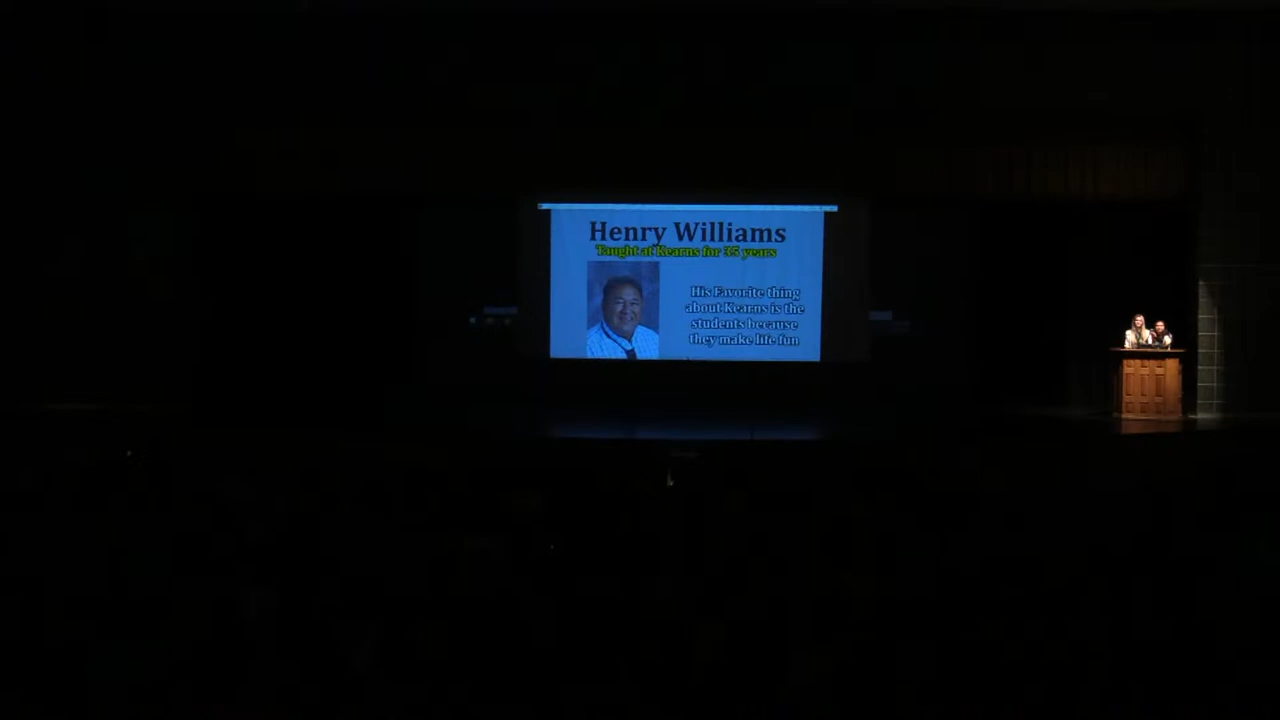 Henry Williams
Taught at Kearns for 35 years
His Favorite thing
about Kearns is the
students because
they make life fun